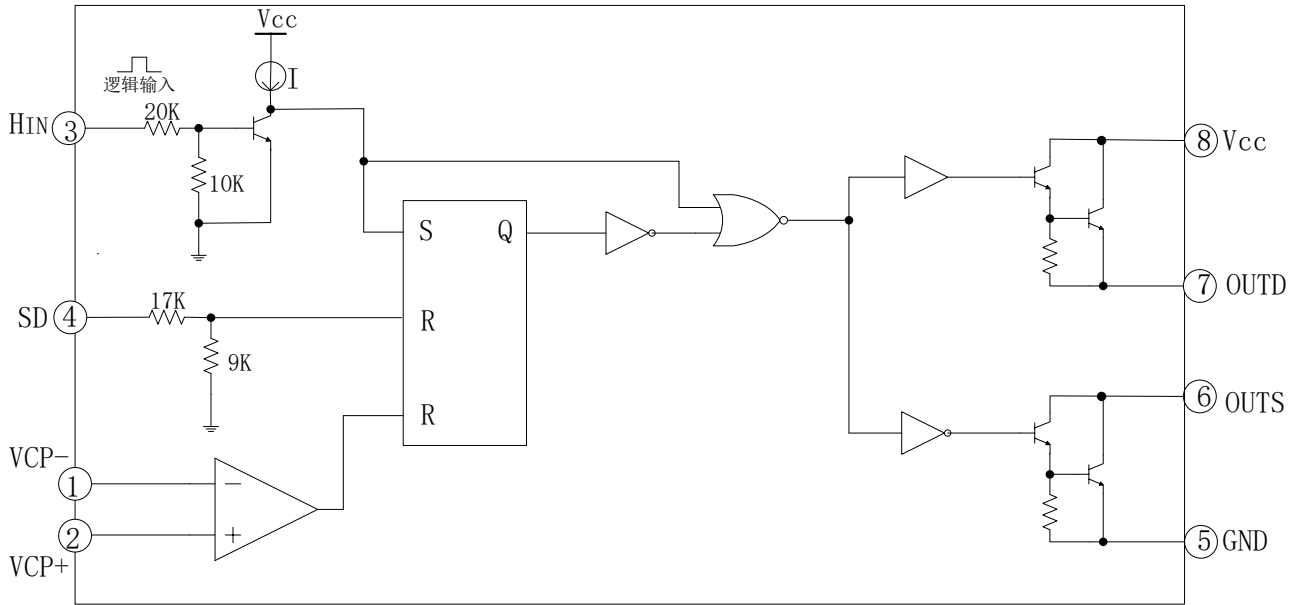 Vcc
I
逻辑输入
20K
HIN 3
10K
8 Vcc
S Q
7 OUTD
17K
SD 4
R
9K
6 OUTS
R
VCP-
1
-
2
+
VCP+
5 GND